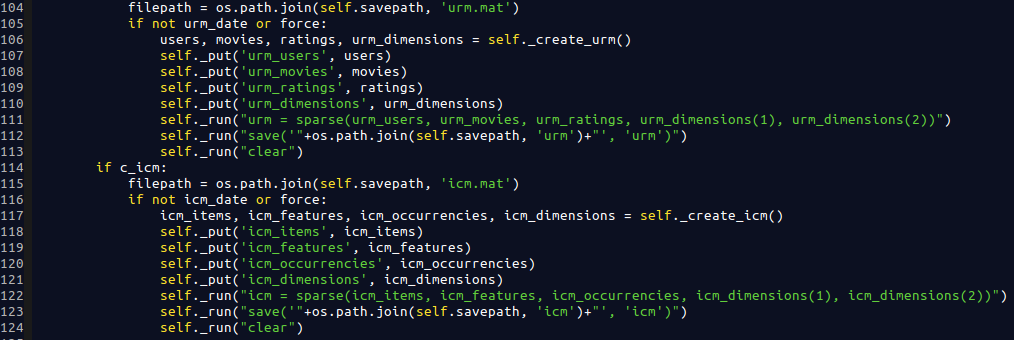 104             filepath = os.path.join(self.savepath, 'urm.mat')
105             if not urm_date or force:
106                 users, movies, ratings, urm_dimensions = self._create_urm()
107                 self._put('urm_users', users)
108                 self._put('urm_movies', movies)
109                 self._put('urm_ratings', ratings)
110                 self._put('urm_dimensions', urm_dimensions)
111                 self._run("urm = sparse(urm_users, urm_movies, urm_ratings, urm_dimensions(1), urm_dimensions(2))")
112                 self._run("save('"+os.path.join(self.savepath, 'urm')+"', 'urm')")
113                 self._run("clear")
114         if c_icm:
115             filepath = os.path.join(self.savepath, 'icm.mat')
116             if not icm_date or force:
117                 icm_items, icm_features, icm_occurrencies, icm_dimensions = self._create_icm()
118                 self._put('icm_items', icm_items)
119                 self._put('icm_features', icm_features)
120                 self._put('icm_occurrencies', icm_occurrencies)
121                 self._put('icm_dimensions', icm_dimensions)
122                 self._run("icm = sparse(icm_items, icm_features, icm_occurrencies, icm_dimensions(1), icm_dimensions(2))")
123                 self._run("save('"+os.path.join(self.savepath, 'icm')+"', 'icm')")
124                 self._run("clear")